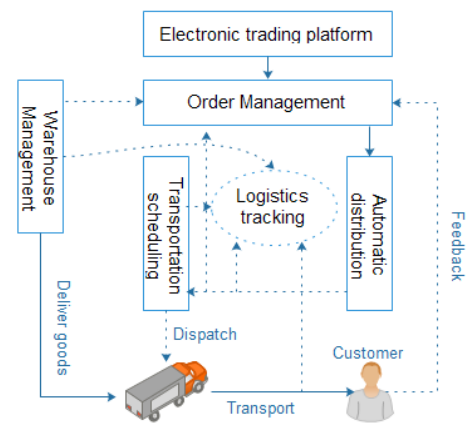 Electronic trading platform
Order Management
Warehouse
Management
Transportation
scheduling
Logistics
tracking
Automatic
distribution
Feedback
Deliver goods
Dispatch
Customer
Transport